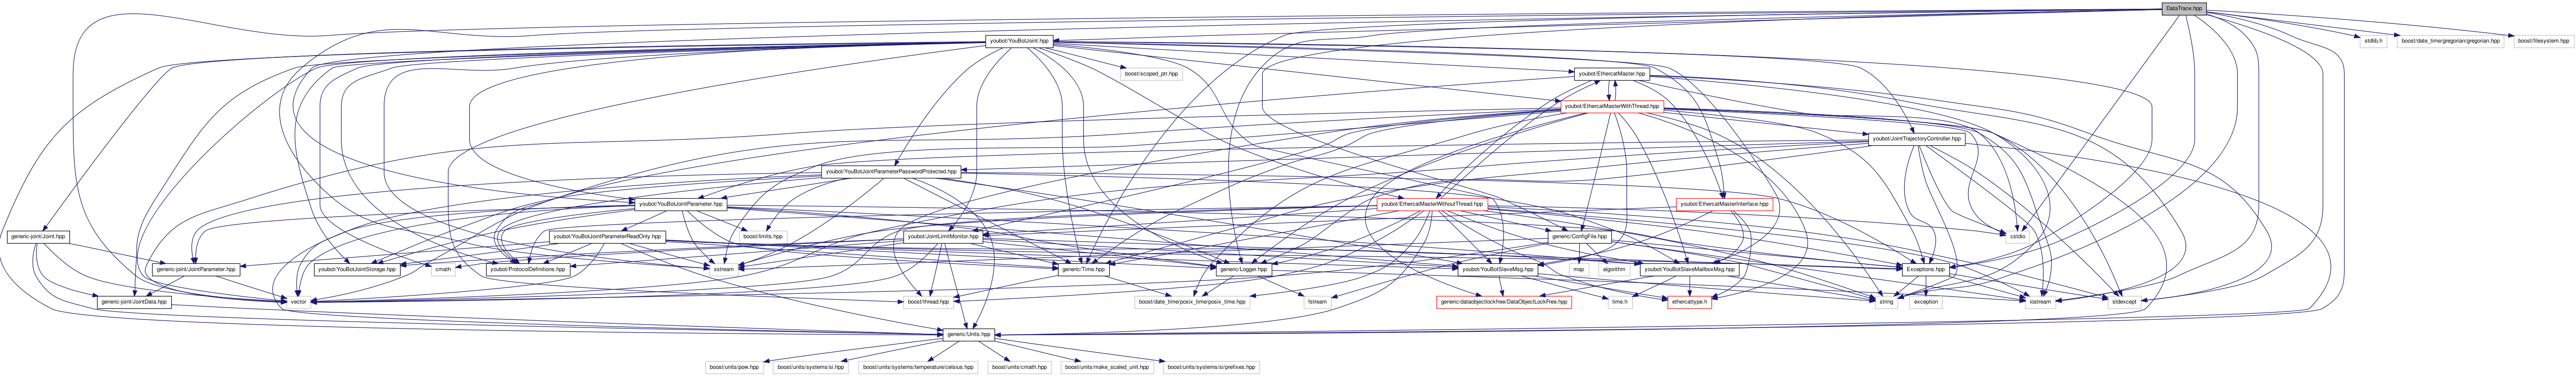 DataTrace.hpp
youbot/YouBotJoint.hpp
stdlib.h
boost/date_time/gregorian/gregorian.hpp
boost/filesystem.hpp
boost/scoped_ptr.hpp
youbot/EthercatMaster.hpp
youbot/EthercatMasterWithThread.hpp
youbot/JointTrajectoryController.hpp
youbot/YouBotJointParameterPasswordProtected.hpp
youbot/YouBotJointParameter.hpp
youbot/EthercatMasterWithoutThread.hpp
youbot/EthercatMasterInterface.hpp
generic-joint/Joint.hpp
youbot/YouBotJointParameterReadOnly.hpp
boost/limits.hpp
youbot/JointLimitMonitor.hpp
generic/ConfigFile.hpp
cstdio
generic-joint/JointParameter.hpp
youbot/YouBotJointStorage.hpp
cmath
youbot/ProtocolDefinitions.hpp
sstream
generic/Time.hpp
generic/Logger.hpp
youbot/YouBotSlaveMsg.hpp
map
algorithm
youbot/YouBotSlaveMailboxMsg.hpp
Exceptions.hpp
generic-joint/JointData.hpp
vector
boost/thread.hpp
boost/date_time/posix_time/posix_time.hpp
fstream
generic/dataobjectlockfree/DataObjectLockFree.hpp
time.h
ethercattype.h
string
exception
iostream
stdexcept
generic/Units.hpp
boost/units/pow.hpp
boost/units/systems/si.hpp
boost/units/systems/temperature/celsius.hpp
boost/units/cmath.hpp
boost/units/make_scaled_unit.hpp
boost/units/systems/si/prefixes.hpp